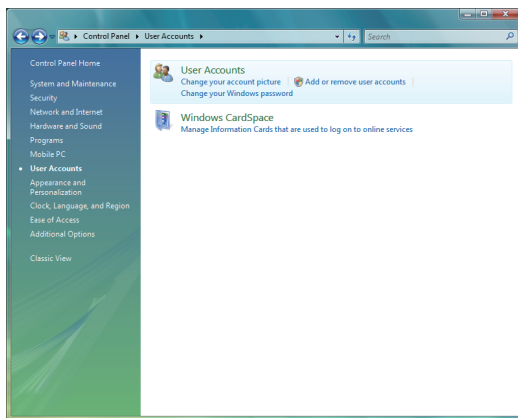 Control Panel User Accounts Search
Control Panel Home
System and Maintenance
Security
Network and Internet
Hardware and Sound
Programs
Mobile PC
User Accounts
Appearance and
Personalization
Clock, Language, and Region
Ease of Access
Additional Options
Classic View
User Accounts
Change your account picture Add or remove user accounts
Change your Windows password
Windows CardSpace
Manage Information Cards that are used to log on to online services